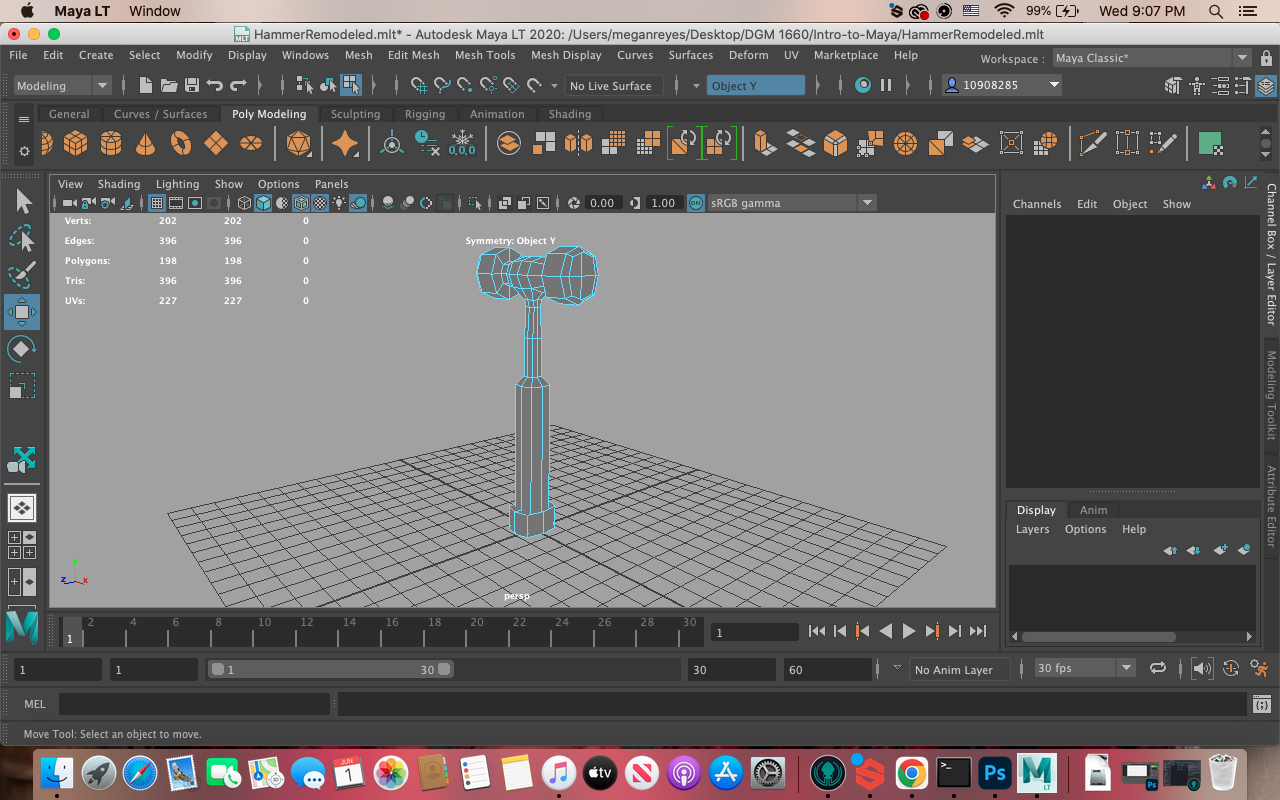 Maya LT Window 99% Wed 9:07 PM
HammerRemodeled.mlt* - Autodesk Maya LT 2020: /Users/meganreyes/Desktop/DGM 1660/Intro-to-Maya/HammerRemodeled.mlt
File Edit Create Select Modify Display Windows Mesh Edit Mesh Mesh Tools Mesh Display Curves Surfaces Deform UV Marketplace Help Workspace : Maya Classic*
Modeling No Live Surface Object Y 10908285
General Curves / Surfaces Poly Modeling Sculpting Rigging Animation Shading
0,0,0
View Shading Lighting Show Options Panels
0.00 1.00 ON sRGB gamma
Channels Edit Object Show
Verts: 202 202 0
Edges: 396 396 0
Polygons: 198 198 0
Tris: 396 396 0
UVs: 227 227 0
Symmetry: Object Y
Channel Box / Layer Editor
Modeling Toolkit
Attribute Editor
Display Anim
Layers Options Help
y
z x
persp
1 2 4 6 8 10 12 14 16 18 20 22 24 26 28 30 1
1 1 1 30 30 60 No Anim Layer 30 fps
MEL
Move Tool: Select an object to move.
JUN
1
tv
Ps
M
LT